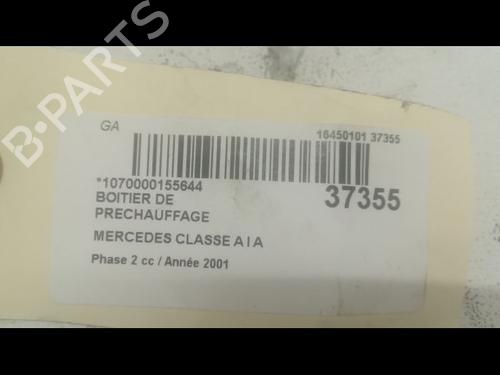 B-PARTS
GA
16450101 37355
*1070000155644
BOITIER DE
PRECHAUFFAGE
37355
MERCEDES CLASSE A I A
Phase 2 cc / Année 2001